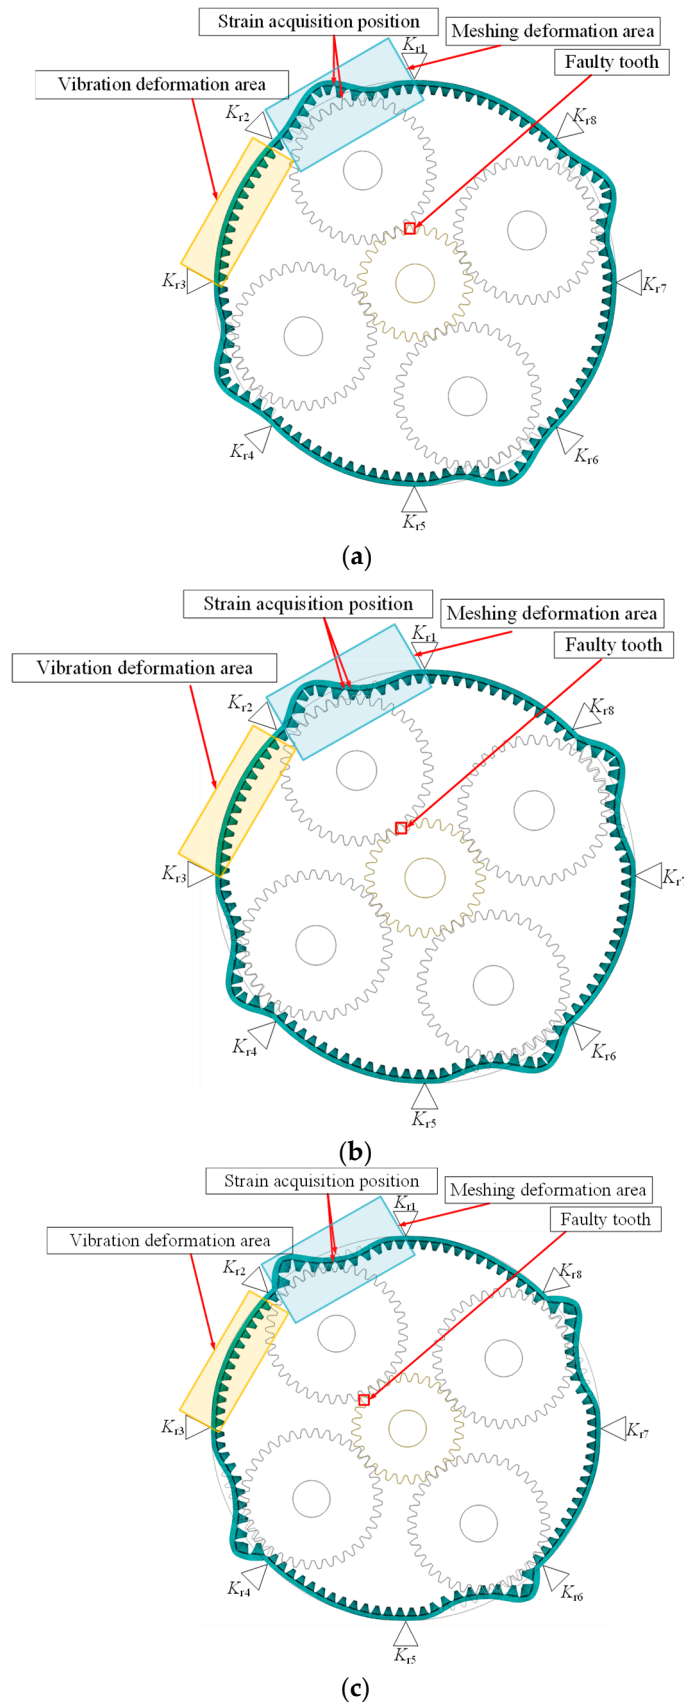 Strain acquisition position
Meshing deformation area
Kr1
Faulty tooth
Vibration deformation area
Kr2
Kr8
Kr3
Kr7
Kr4
Kr6
Kr5
(a)
Strain acquisition position
Meshing deformation area
Kr1
Faulty tooth
Vibration deformation area
Kr2
Kr8
Kr3
Kr7
Kr4
Kr6
Kr5
(b)
Strain acquisition position
Meshing deformation area
Kr1
Faulty tooth
Vibration deformation area
Kr2
Kr8
Kr3
Kr7
Kr4
Kr6
Kr5
(c)